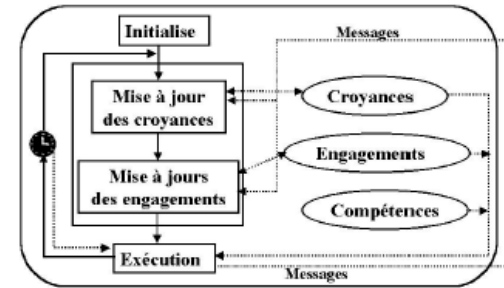 Initialise
Messages
Mise à jour
des croyances
Croyances
Mise à jours
des engagements
Engagements
Compétences
Exécution
Messages